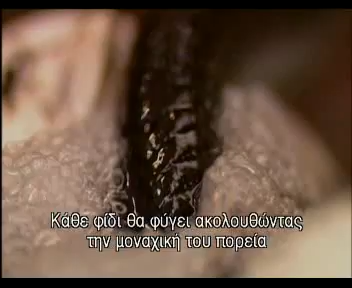 Κάθε φίδι θα φύγει ακολουθώντας
την μοναχική του πορεία